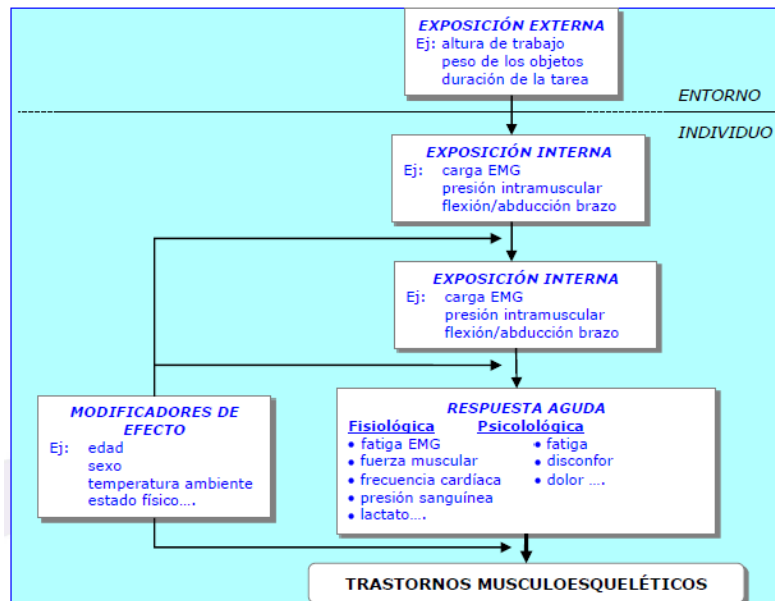 EXPOSICIÓN EXTERNA
Ej: altura de trabajo
peso de los objetos
duración de la tarea
ENTORNO
INDIVIDUO
EXPOSICIÓN INTERNA
Ej: carga EMG
presión intramuscular
flexión/abducción brazo
EXPOSICIÓN INTERNA
Ej: carga EMG
presión intramuscular
flexión/abducción brazo
MODIFICADORES DE
EFECTO
Ej: edad
sexo
temperatura ambiente
estado físico….
RESPUESTA AGUDA
Fisiológica Psicolológica
• fatiga EMG • fatiga
• fuerza muscular • disconfor
• frecuencia cardíaca • dolor ….
• presión sanguínea
• lactato….
TRASTORNOS MUSCULOESQUELÉTICOS